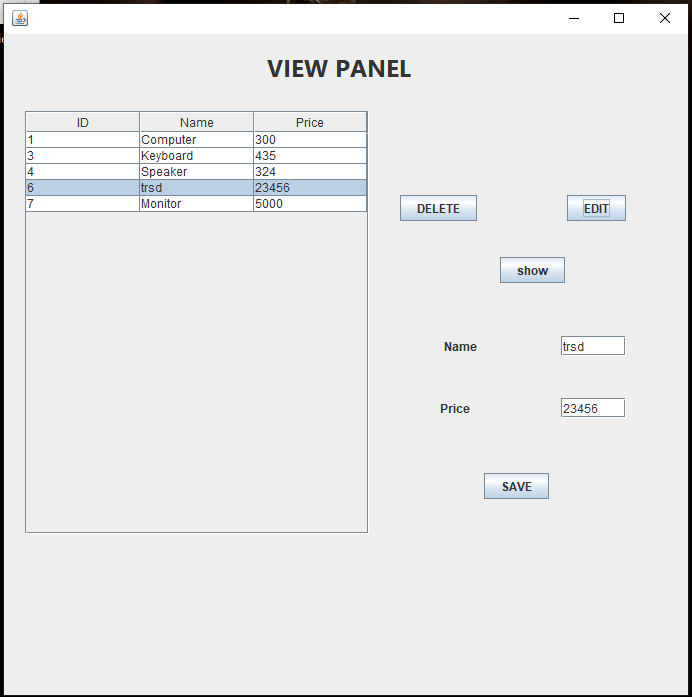 VIEW PANEL
ID Name Price
1 Computer 300
3 Keyboard 435
4 Speaker 324
6 trsd 23456
7 Monitor 5000
DELETE EDIT
show
Name trsd
Price 23456
SAVE